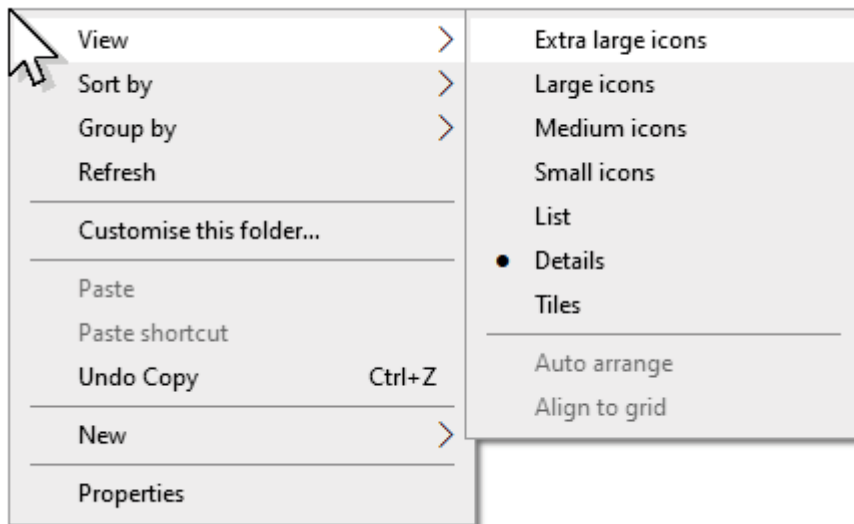 View
Sort by
Group by
Refresh
Customise this folder...
Paste
Paste shortcut
Undo Copy Ctrl+Z
New
Properties
Extra large icons
Large icons
Medium icons
Small icons
List
Details
Tiles
Auto arrange
Align to grid